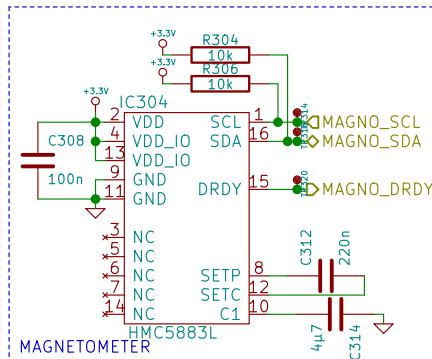 +3.3V
R304
10k
+3.3V
R306
10k
+3.3V
IC304
2 VDD SCL 1 MAGNO_SCL
4 VDD_IO SDA 16 MAGNO_SDA
13 VDD_IO
C308
100n
9 GND
11 GND DRDY 15 MAGNO_DRDY
3 NC
5 NC
6 NC SETP 8
7 NC SETC 12
14 NC C1 10
C312
220n
4µ7
C314
HMC5883L
MAGNETOMETER